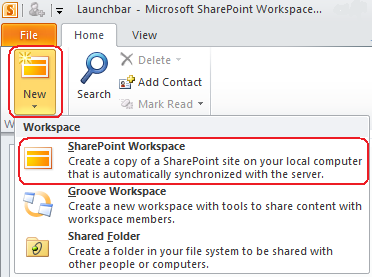 Launchbar - Microsoft SharePoint Workspace...
File Home View
New
Search
Delete
Add Contact
Mark Read
Workspace
SharePoint Workspace
Create a copy of a SharePoint site on your local computer
that is automatically synchronized with the server.
Groove Workspace
Create a new workspace with tools to share content with
workspace members.
Shared Folder
Create a folder in your file system to be shared with
other people or computers.